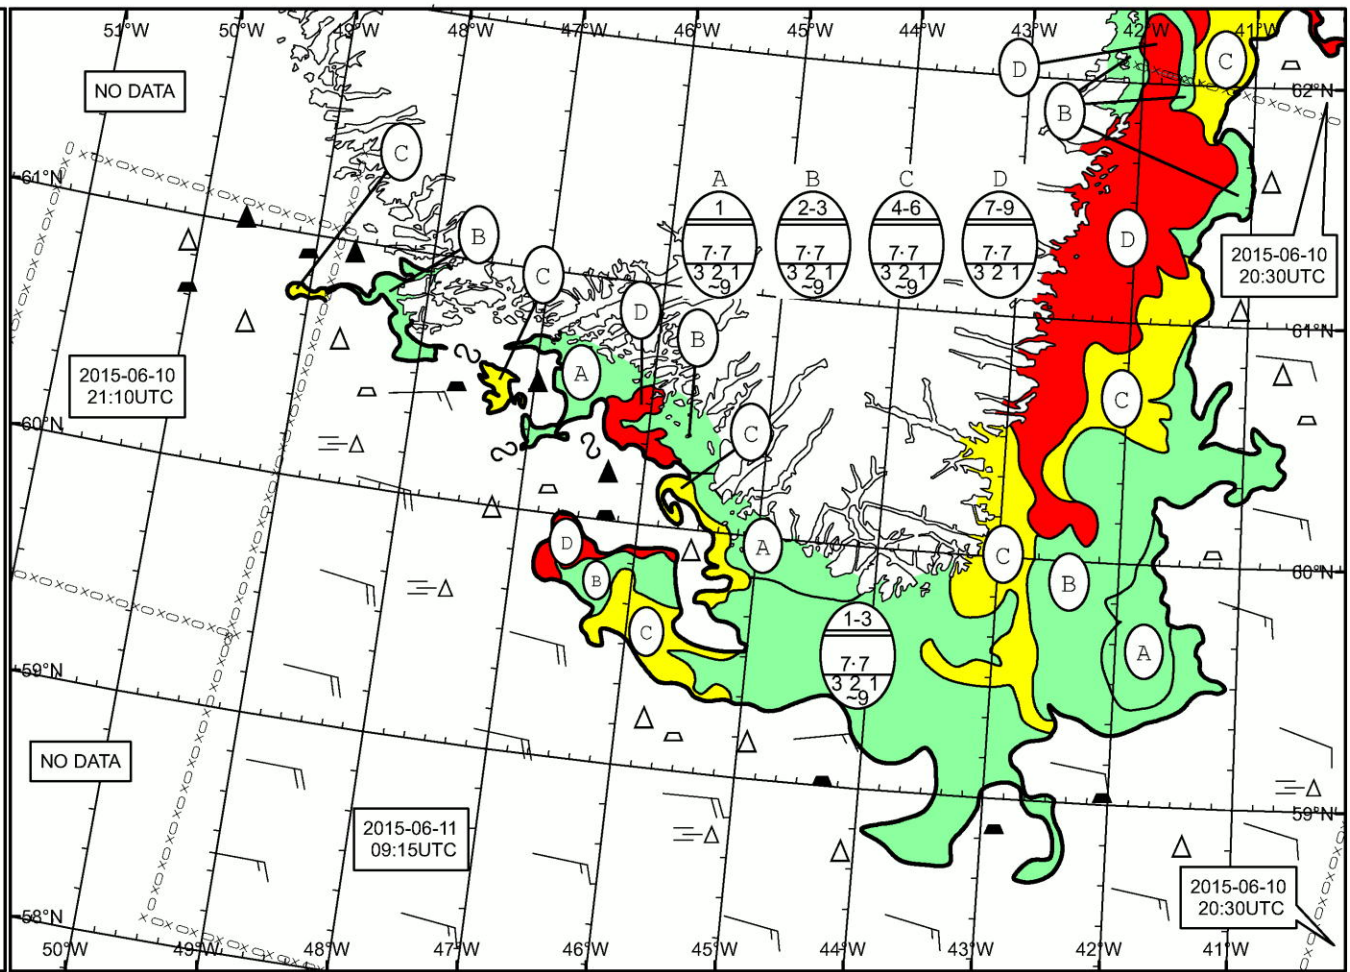 51°W 50°W 49°W 48°W 47°W 46°W 45°W 44°W 43°W 42°W 41°W
NO DATA
C
D
B
C
62°N
61°N
A B C D
1 2-3 4-6 7-9
7·7 7·7 7·7 7·7
3 2 1 3 2 1 3 2 1 3 2 1
~9 ~9 ~9 ~9
B
C
D
B
D
2015-06-10
20:30UTC
61°N
2015-06-10
21:10UTC
A
C
C
60°N
D
A
C
B
60°N
B
C
1-3
7·7
3 2 1
~9
A
59°N
NO DATA
2015-06-11
09:15UTC
59°N
2015-06-10
20:30UTC
58°N
50°W 49°W 48°W 47°W 46°W 45°W 44°W 43°W 42°W 41°W